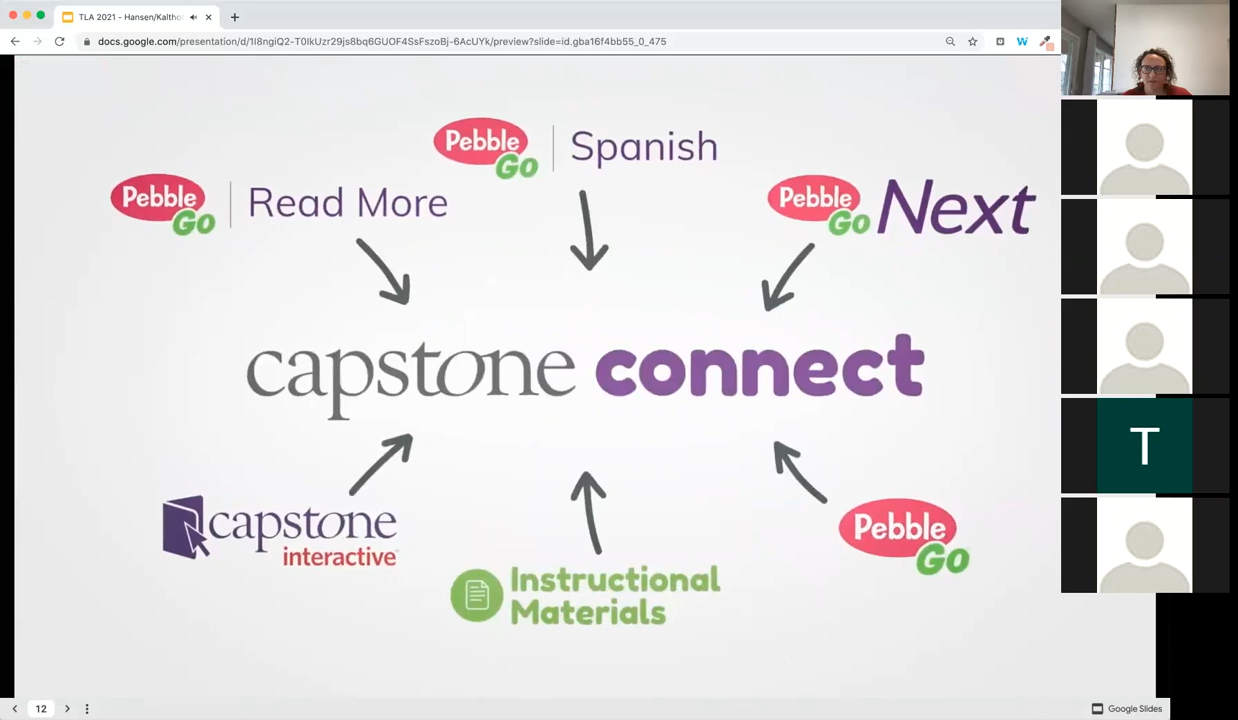 TLA 2021 - Hansen/Kaltho
docs.google.com/presentation/d/1I8ngiQ2-T0IkUzr29js8bq6GUOF4SsFszoBj-6AcUYk/preview?slide=id.gba16f4bb55_0_475
W
Pebble Go Spanish
Pebble Go Read More
Pebble Go Next
capstone connect
capstone
interactive
Pebble
Go
Instructional
Materials
T
12
Google Slides